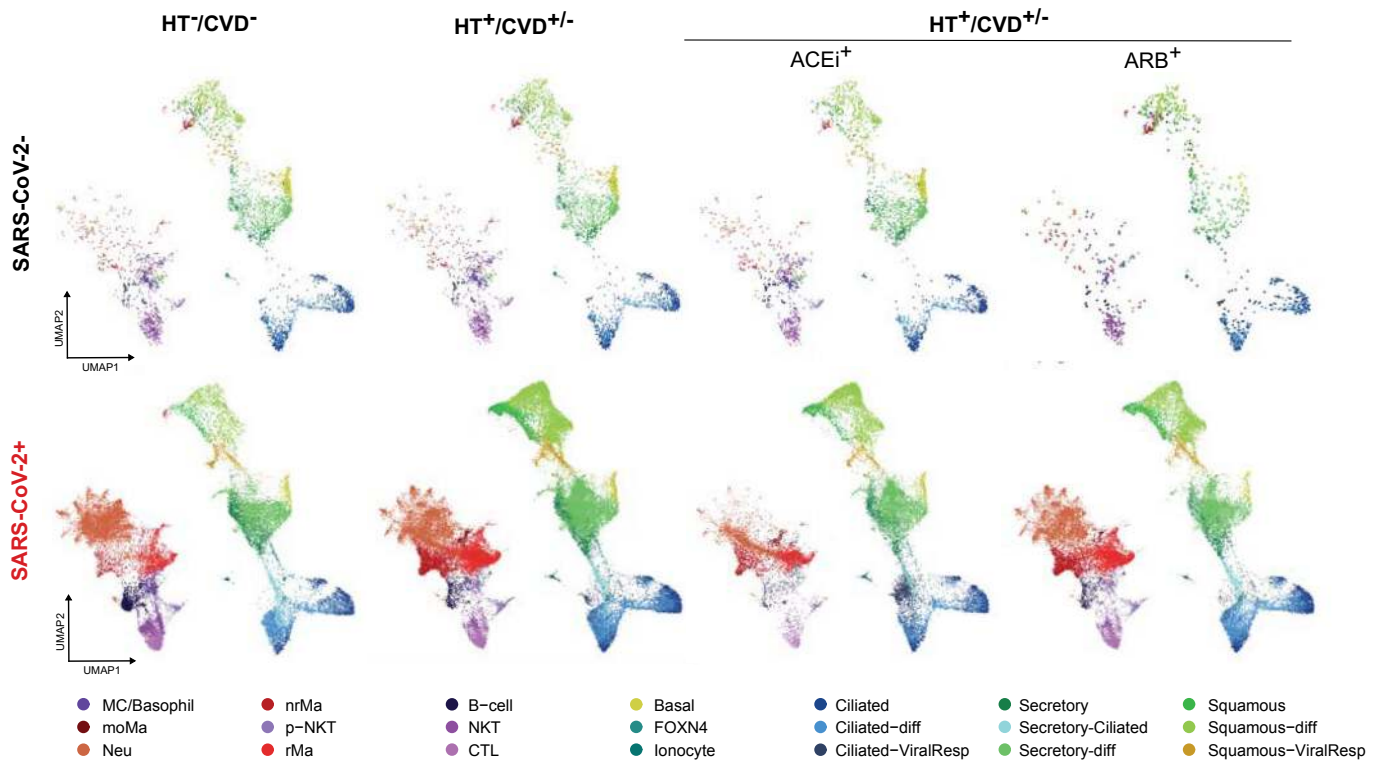 HT⁻/CVD⁻
HT⁺/CVD⁺/⁻
HT⁺/CVD⁺/⁻
ACEi⁺
ARB⁺
SARS-CoV-2-
UMAP2
UMAP1
SARS-CoV-2+
UMAP2
UMAP1
MC/Basophil
nrMa
B−cell
Basal
Ciliated
Secretory
Squamous
moMa
p−NKT
NKT
FOXN4
Ciliated−diff
Secretory-Ciliated
Squamous−diff
Neu
rMa
CTL
Ionocyte
Ciliated−ViralResp
Secretory-diff
Squamous−ViralResp